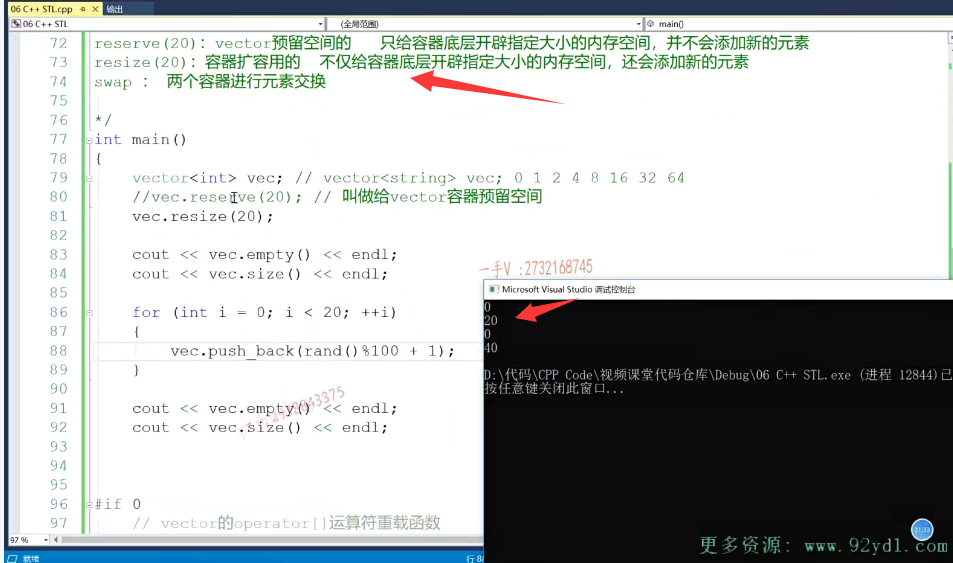 06 C++ STL.cpp
输出
06 C++ STL
(全局范围)
main()
72 reserve(20): vector预留空间的 只给容器底层开辟指定大小的内存空间，并不会添加新的元素
73 resize(20): 容器扩容用的 不仅给容器底层开辟指定大小的内存空间，还会添加新的元素
74 swap : 两个容器进行元素交换
75
76 */
77 int main()
78 {
79 vector<int> vec; // vector<string> vec; 0 1 2 4 8 16 32 64
80 //vec.reserve(20); // 叫做给vector容器预留空间
81 vec.resize(20);
82
83 cout << vec.empty() << endl;
84 cout << vec.size() << endl;
85
86 for (int i = 0; i < 20; ++i)
87 {
88 vec.push_back(rand()%100 + 1);
89 }
90
91 cout << vec.empty() << endl;
92 cout << vec.size() << endl;
93
94
95
96 #if 0
97 // vector的operator[]运算符重载函数
97 %
就绪
一手V :2732168745
Microsoft Visual Studio 调试控制台
0
20
0
40
D:\代码\CPP Code\视频课堂代码仓库\Debug\06 C++ STL.exe (进程 12844)已
按任意键关闭此窗口...
更多资源: www.92ydl.com